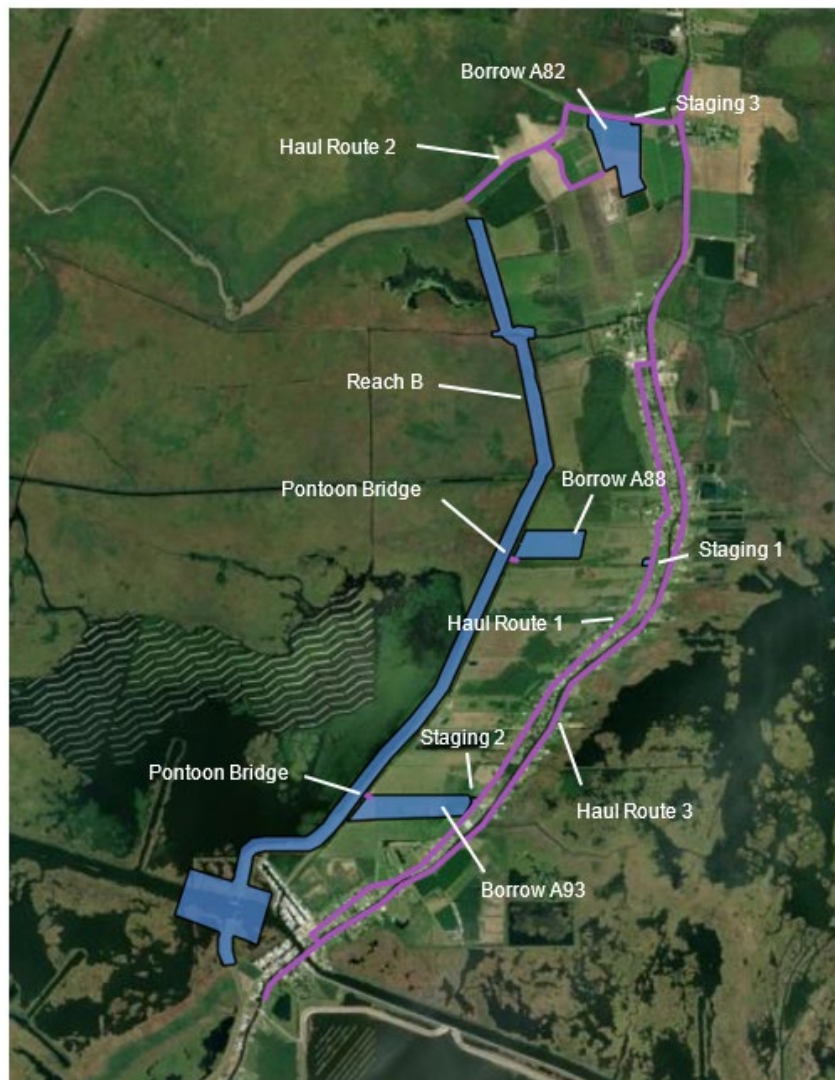 Borrow A82
Staging 3
Haul Route 2
Reach B
Pontoon Bridge
Borrow A88
Staging 1
Haul Route 1
Staging 2
Pontoon Bridge
Haul Route 3
Borrow A93